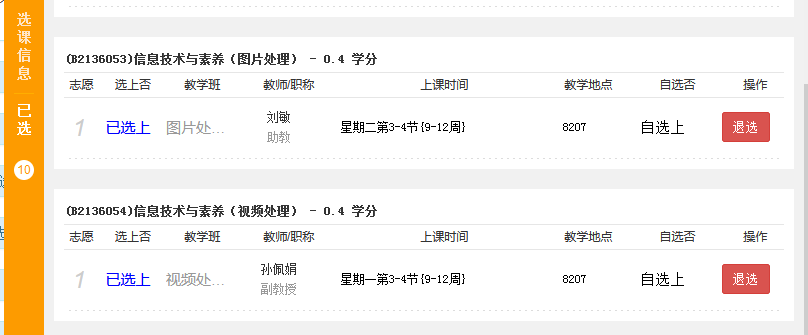 选
课
信
息
已
选
10
(B2136053)信息技术与素养（图片处理） - 0.4 学分
志愿 选上否 教学班 教师/职称 上课时间 教学地点 自选否 操作
1 已选上 图片处... 刘敏 星期二第3-4节{9-12周} 8207 自选上 退选
助教
(B2136054)信息技术与素养（视频处理） - 0.4 学分
志愿 选上否 教学班 教师/职称 上课时间 教学地点 自选否 操作
1 已选上 视频处... 孙佩娟 星期一第3-4节{9-12周} 8207 自选上 退选
副教授